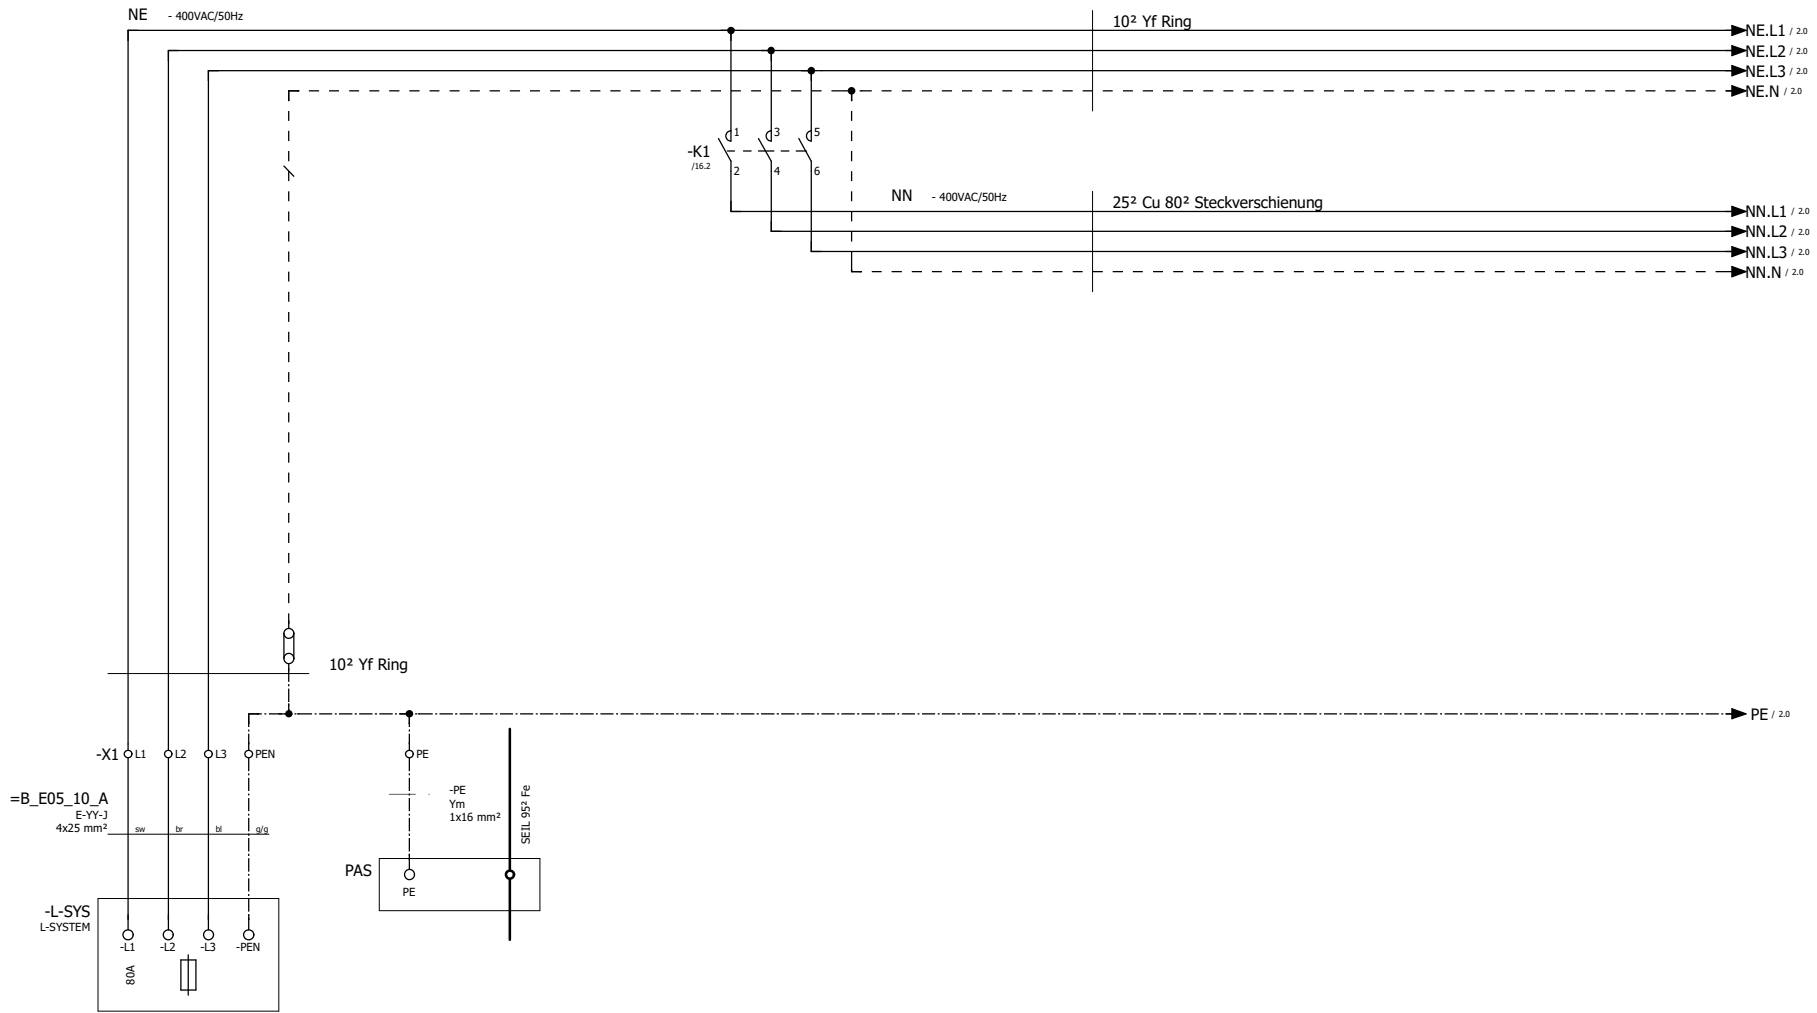 NE - 400VAC/50Hz
10² Yf Ring
NE.L1 / 2.0
NE.L2 / 2.0
NE.L3 / 2.0
NE.N / 2.0
1 3 5
-K1
/16.2
2 4 6
NN - 400VAC/50Hz
25² Cu 80² Steckverschienung
NN.L1 / 2.0
NN.L2 / 2.0
NN.L3 / 2.0
NN.N / 2.0
10² Yf Ring
PE / 2.0
-X1 L1 L2 L3 PEN PE
=B_E05_10_A
E-YY-J
4x25 mm²
sw br bl g/g
-PE
Ym
1x16 mm²
SEIL 95² Fe
PAS
PE
-L-SYS
L-SYSTEM
-L1 -L2 -L3 -PEN
80A